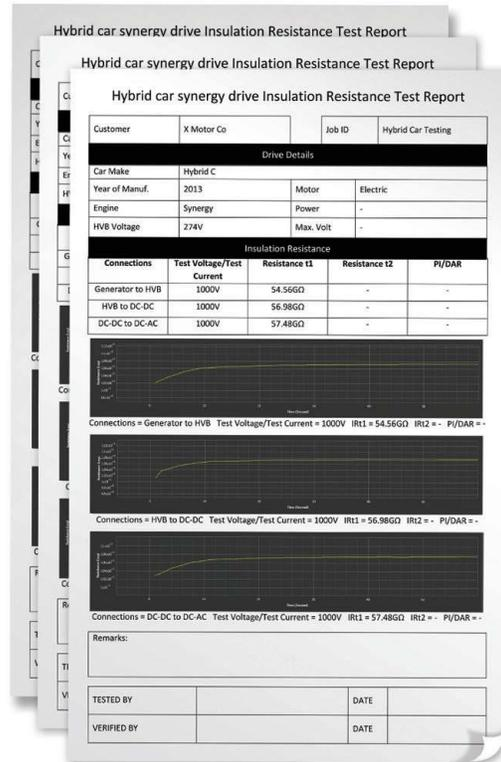 Hybrid car synergy drive Insulation Resistance Test Report
Hybrid car synergy drive Insulation Resistance Test Report
Hybrid car synergy drive Insulation Resistance Test Report
Customer X Motor Co Job ID Hybrid Car Testing
Drive Details
Car Make Hybrid C
Year of Manuf. 2013 Motor Electric
Engine Synergy Power -
HVB Voltage 274V Max. Volt -
Insulation Resistance
Connections Test Voltage/Test Current Resistance t1 Resistance t2 PI/DAR
Generator to HVB 1000V 54.56GΩ - -
HVB to DC-DC 1000V 56.98GΩ - -
DC-DC to DC-AC 1000V 57.48GΩ - -
Time (Second)
Connections = Generator to HVB Test Voltage/Test Current = 1000V IRt1 = 54.56GΩ IRt2 = - PI/DAR = -
Time (Second)
Connections = HVB to DC-DC Test Voltage/Test Current = 1000V IRt1 = 56.98GΩ IRt2 = - PI/DAR = -
Time (Second)
Connections = DC-DC to DC-AC Test Voltage/Test Current = 1000V IRt1 = 57.48GΩ IRt2 = - PI/DAR = -
Remarks:
TESTED BY DATE
VERIFIED BY DATE